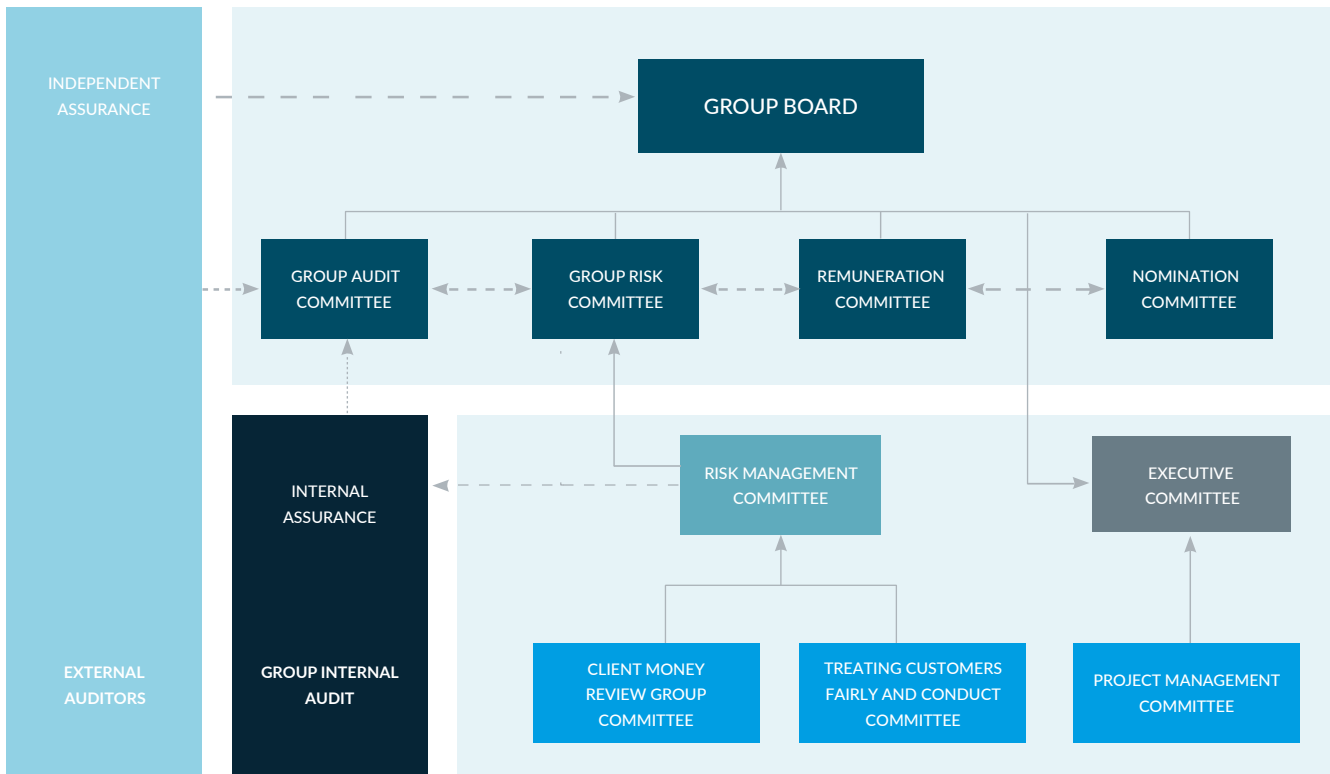 INDEPENDENT
ASSURANCE
GROUP BOARD
GROUP AUDIT
COMMITTEE
GROUP RISK
COMMITTEE
REMUNERATION
COMMITTEE
NOMINATION
COMMITTEE
INTERNAL
ASSURANCE
RISK MANAGEMENT
COMMITTEE
EXECUTIVE
COMMITTEE
EXTERNAL
AUDITORS
GROUP INTERNAL
AUDIT
CLIENT MONEY
REVIEW GROUP
COMMITTEE
TREATING CUSTOMERS
FAIRLY AND CONDUCT
COMMITTEE
PROJECT MANAGEMENT
COMMITTEE